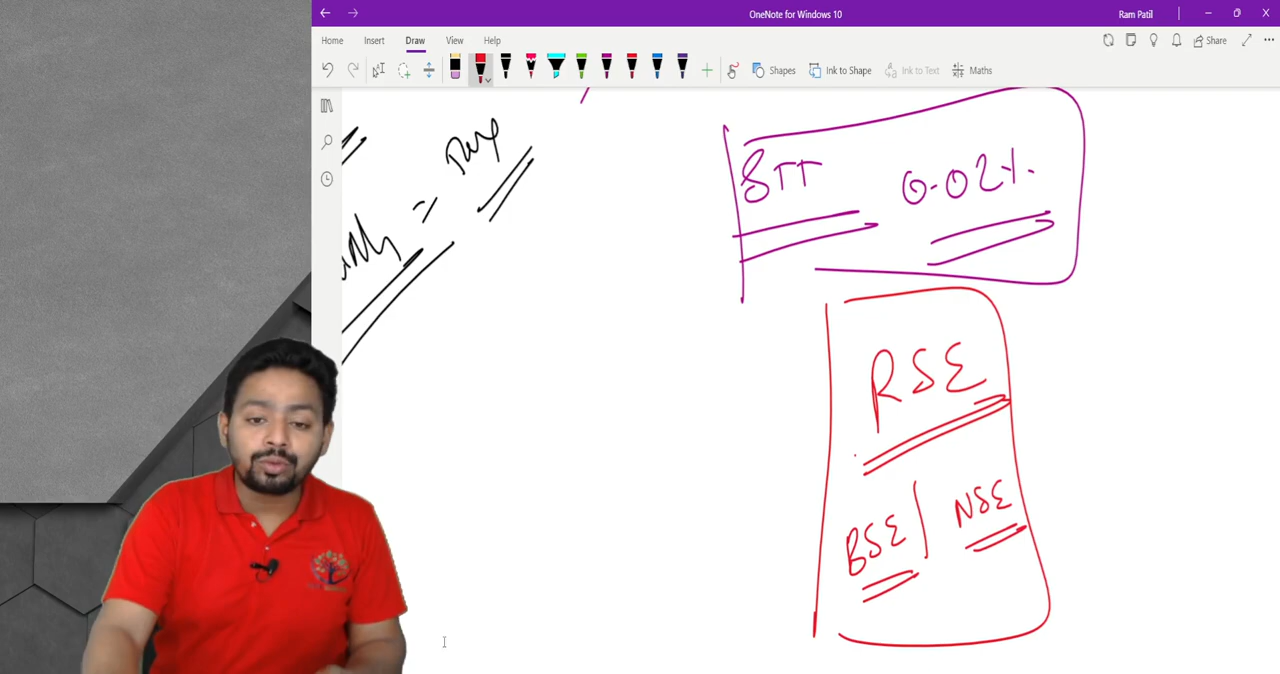 OneNote for Windows 10
Ram Patil
Home Insert Draw View Help
Share
Shapes Ink to Shape Ink to Text Maths
STT 0.02%
=
RSE
BSE | NSE